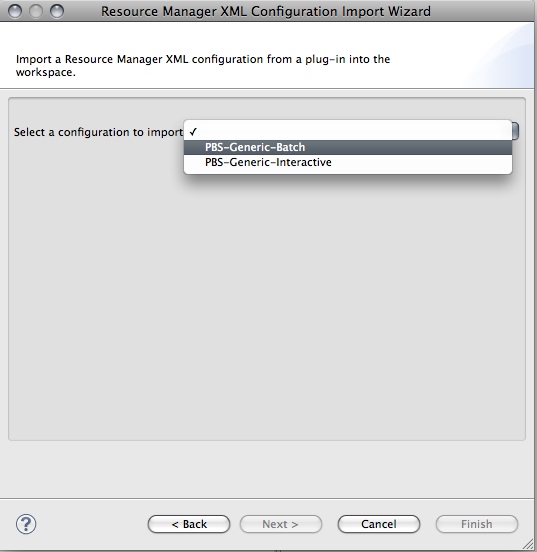 Resource Manager XML Configuration Import Wizard
Import a Resource Manager XML configuration from a plug-in into the
workspace.
Select a configuration to import
✓
PBS-Generic-Batch
PBS-Generic-Interactive
?
< Back
Next >
Cancel
Finish